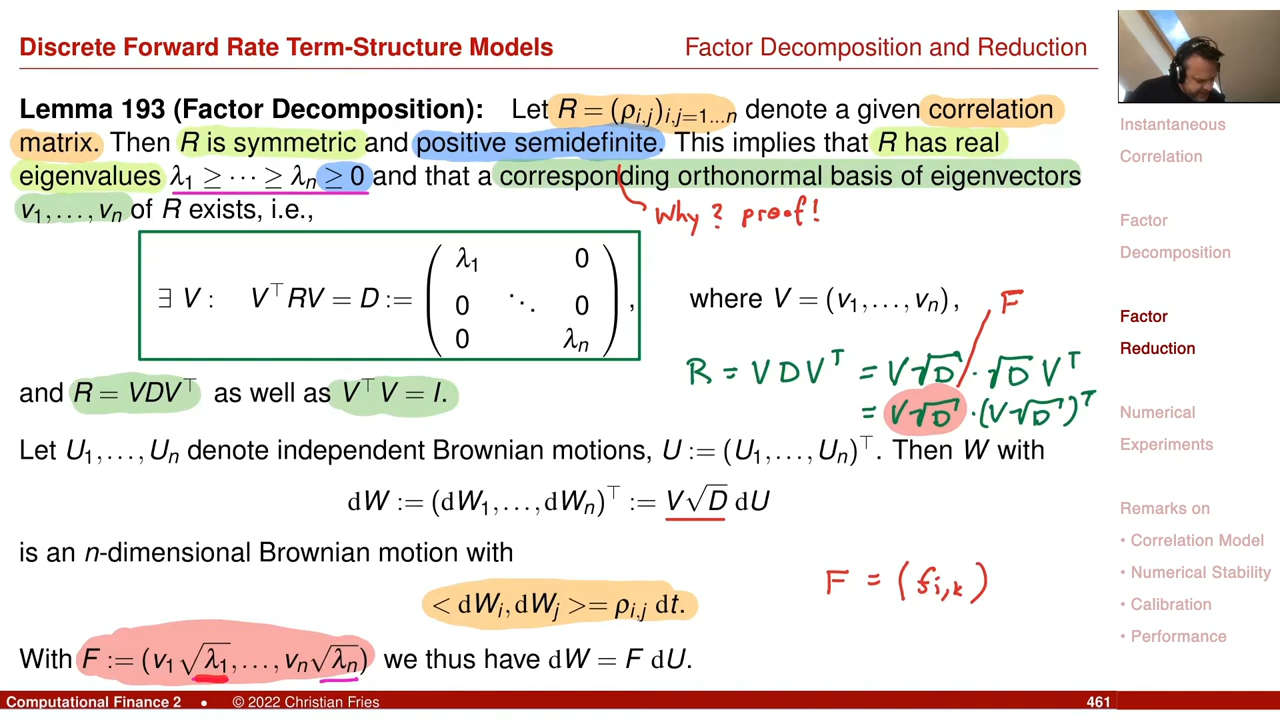 Discrete Forward Rate Term-Structure Models
Factor Decomposition and Reduction
Lemma 193 (Factor Decomposition): Let R = (ρi,j)i,j=1...n denote a given correlation
matrix. Then R is symmetric and positive semidefinite. This implies that R has real
eigenvalues λ1 ≥ ⋯ ≥ λn ≥ 0 and that a corresponding orthonormal basis of eigenvectors
v1,…,vn of R exists, i.e.,
Why? proof!
∃ V : V⊤RV = D := ( λ1 0
0 ⋱ 0
0 λn ) , where V = (v1,…,vn),
F
R = VDV^T = V√D · √D V^T
= V√D · (V√D)^T
and R = VDV⊤ as well as V⊤V = I.
Let U1,…,Un denote independent Brownian motions, U := (U1,…,Un)⊤. Then W with
dW := (dW1,…,dWn)⊤ := V√D dU
is an n-dimensional Brownian motion with
F = (fi,k)
< dWi,dWj >= ρi,j dt.
With F := (v1√λ1,…,vn√λn) we thus have dW = F dU.
Instantaneous
Correlation
Factor
Decomposition
Factor
Reduction
Numerical
Experiments
Remarks on
• Correlation Model
• Numerical Stability
• Calibration
• Performance
Computational Finance 2 • © 2022 Christian Fries 461